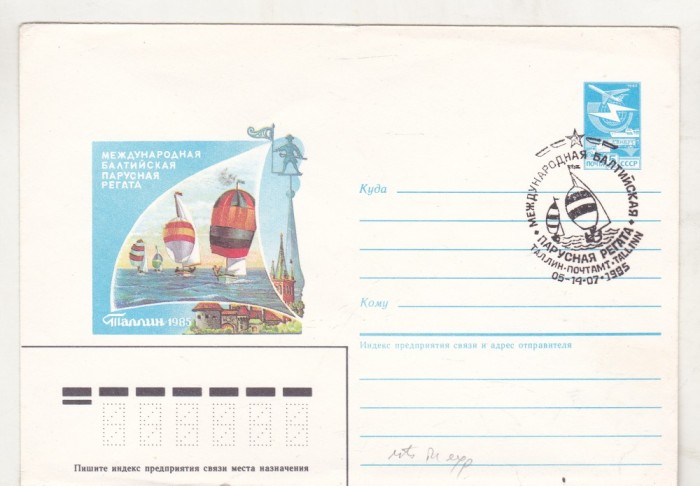 МЕЖДУНАРОДНАЯ
БАЛТИЙСКАЯ
ПАРУСНАЯ
РЕГАТА
Таллин 1985
ПОЧТА СССР
МЕЖДУНАРОДНАЯ БАЛТИЙСКАЯ
• ПАРУСНАЯ РЕГАТА •
ТАЛЛИН-ПОЧТАМТ•TALLINN
05-14•07•1985
Куда
Кому
Индекс предприятия связи и адрес отправителя
Пишите индекс предприятия связи места назначения